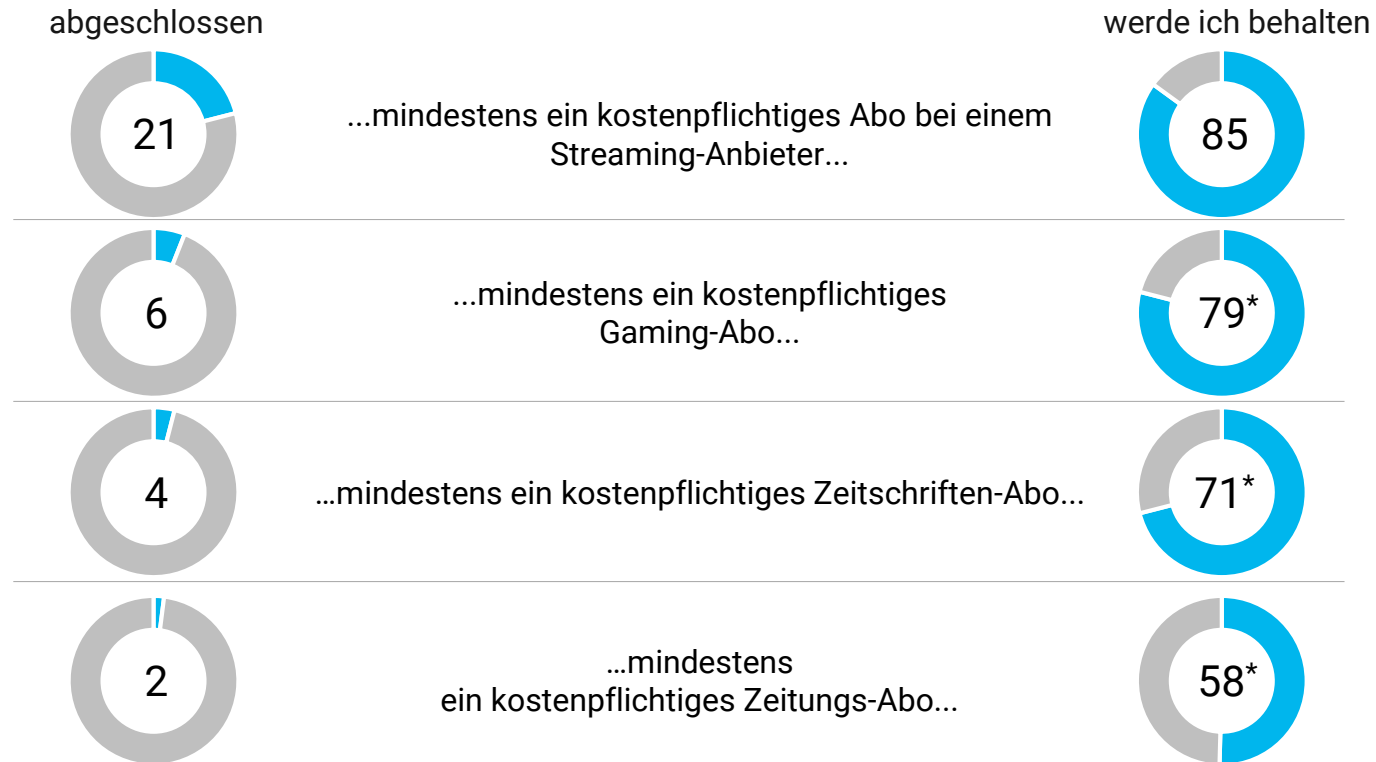 abgeschlossen
werde ich behalten
21
...mindestens ein kostenpflichtiges Abo bei einem
Streaming-Anbieter...
85
6
...mindestens ein kostenpflichtiges
Gaming-Abo...
79*
4
...mindestens ein kostenpflichtiges Zeitschriften-Abo...
71*
2
...mindestens
ein kostenpflichtiges Zeitungs-Abo...
58*